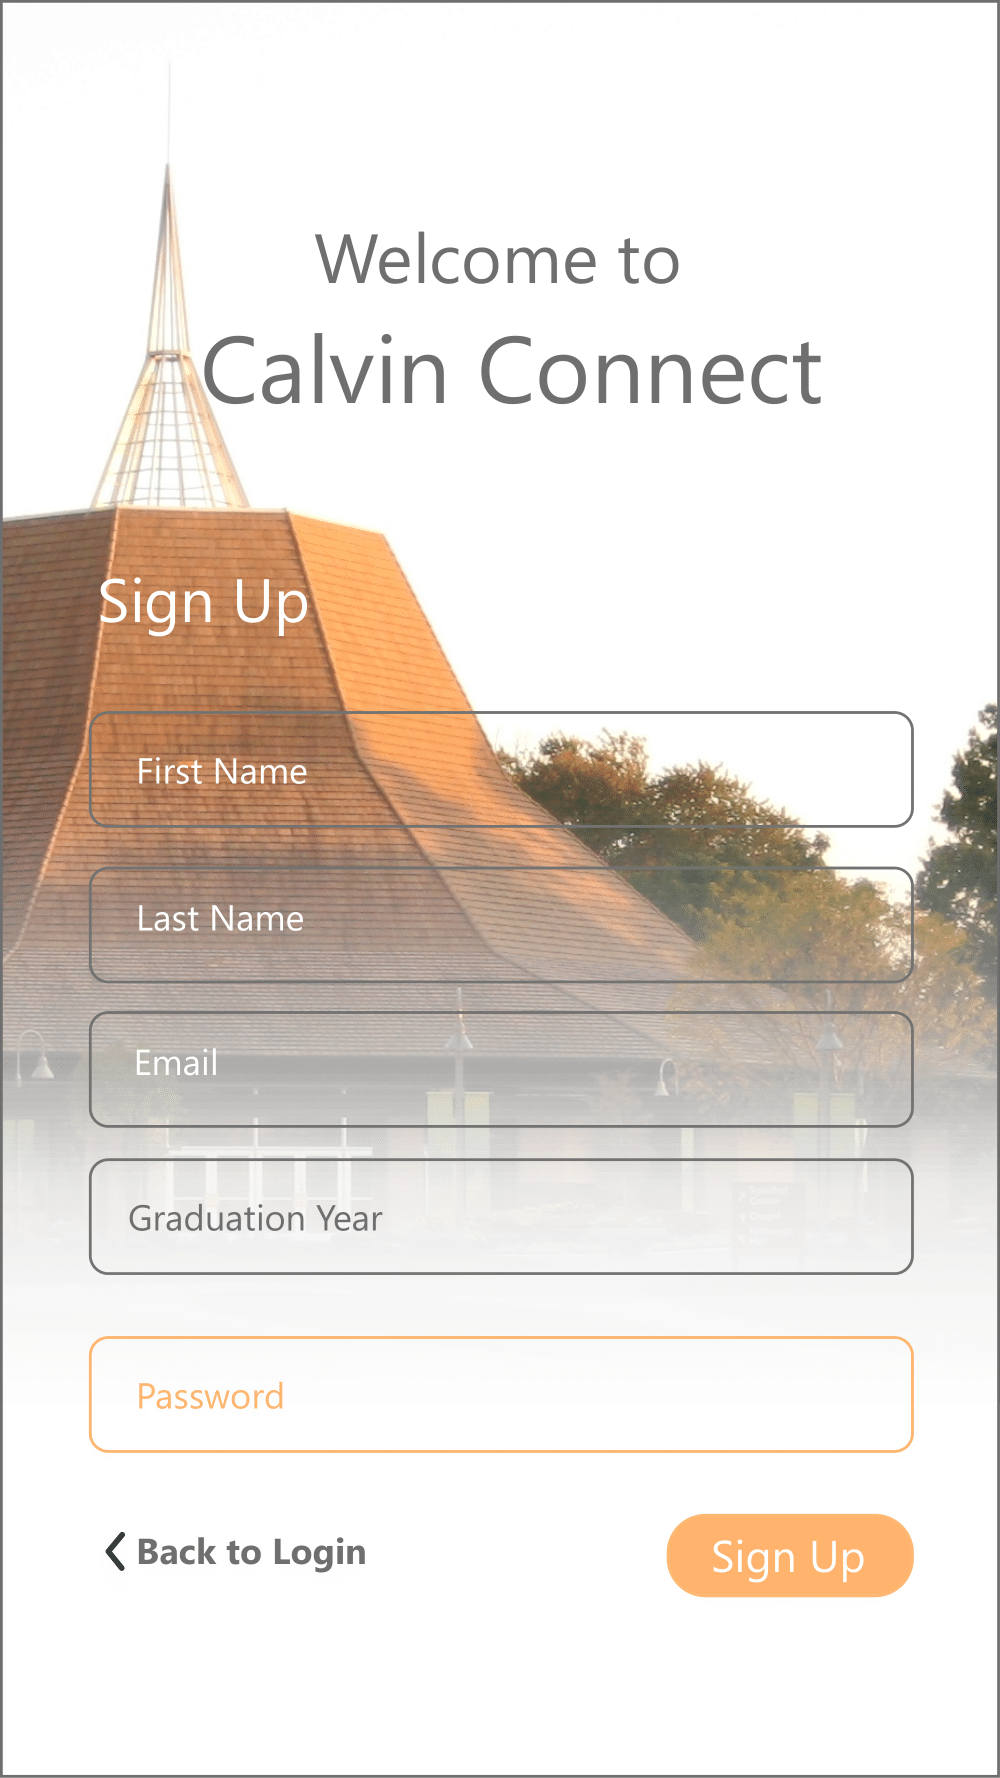 Welcome to
Calvin Connect
Sign Up
First Name
Last Name
Email
Graduation Year
Password
Back to Login
Sign Up